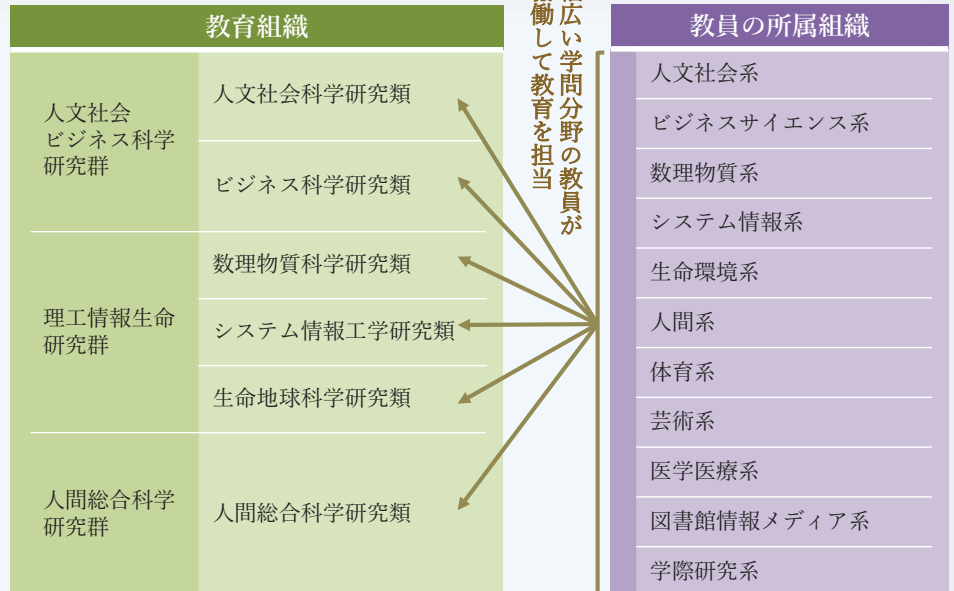 教育組織
人文社会
ビジネス科学
研究群
人文社会科学研究類
ビジネス科学研究類
理工情報生命
研究群
数理物質科学研究類
システム情報工学研究類
生命地球科学研究類
人間総合科学
研究群
人間総合科学研究類
広い学問分野の教員が
働して教育を担当
教員の所属組織
人文社会系
ビジネスサイエンス系
数理物質系
システム情報系
生命環境系
人間系
体育系
芸術系
医学医療系
図書館情報メディア系
学際研究系